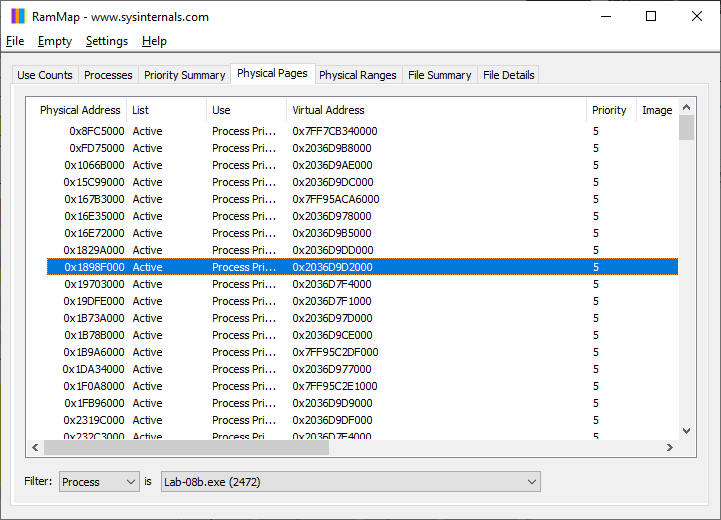 RamMap - www.sysinternals.com
File Empty Settings Help
Use Counts Processes Priority Summary Physical Pages Physical Ranges File Summary File Details
Physical Address List Use Virtual Address Priority Image
0x8FC5000 Active Process Pri... 0x7FF7CB340000 5
0xFD75000 Active Process Pri... 0x2036D9B8000 5
0x1066B000 Active Process Pri... 0x2036D9AE000 5
0x15C99000 Active Process Pri... 0x2036D9DC000 5
0x167B3000 Active Process Pri... 0x7FF95ACA6000 5
0x16E35000 Active Process Pri... 0x2036D978000 5
0x16E72000 Active Process Pri... 0x2036D9B5000 5
0x1829A000 Active Process Pri... 0x2036D9DD000 5
0x1898F000 Active Process Pri... 0x2036D9D2000 5
0x19703000 Active Process Pri... 0x2036D7F4000 5
0x19DFE000 Active Process Pri... 0x2036D7F1000 5
0x1B73A000 Active Process Pri... 0x2036D97D000 5
0x1B78B000 Active Process Pri... 0x2036D9CE000 5
0x1B9A6000 Active Process Pri... 0x7FF95C2DF000 5
0x1DA34000 Active Process Pri... 0x2036D977000 5
0x1F0A8000 Active Process Pri... 0x7FF95C2E1000 5
0x1FB96000 Active Process Pri... 0x2036D9D9000 5
0x2319C000 Active Process Pri... 0x2036D9DF000 5
0x232C3000 Active Process Pri... 0x2036D7E4000 5
Filter: Process is Lab-08b.exe (2472)